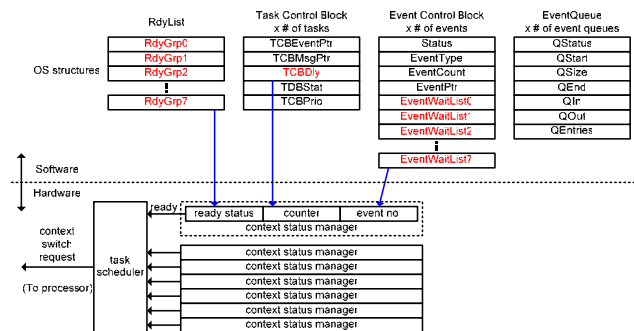 RdyList
Task Control Block
x # of tasks
Event Control Block
x # of events
EventQueue
x # of event queues
OS structures
RdyGrp0
RdyGrp1
RdyGrp2
RdyGrp7
TCBEventPtr
TCBMsgPtr
TCBDly
TDBStat
TCBPrio
Status
EventType
EventCount
EventPtr
EventWaitList0
EventWaitList1
EventWaitList2
EventWaitList7
QStatus
QStart
QSize
QEnd
QIn
QOut
QEntries
Software
Hardware
ready
ready status
counter
event no
context status manager
context
switch
request
(To processor)
task
scheduler
context status manager
context status manager
context status manager
context status manager
context status manager
context status manager